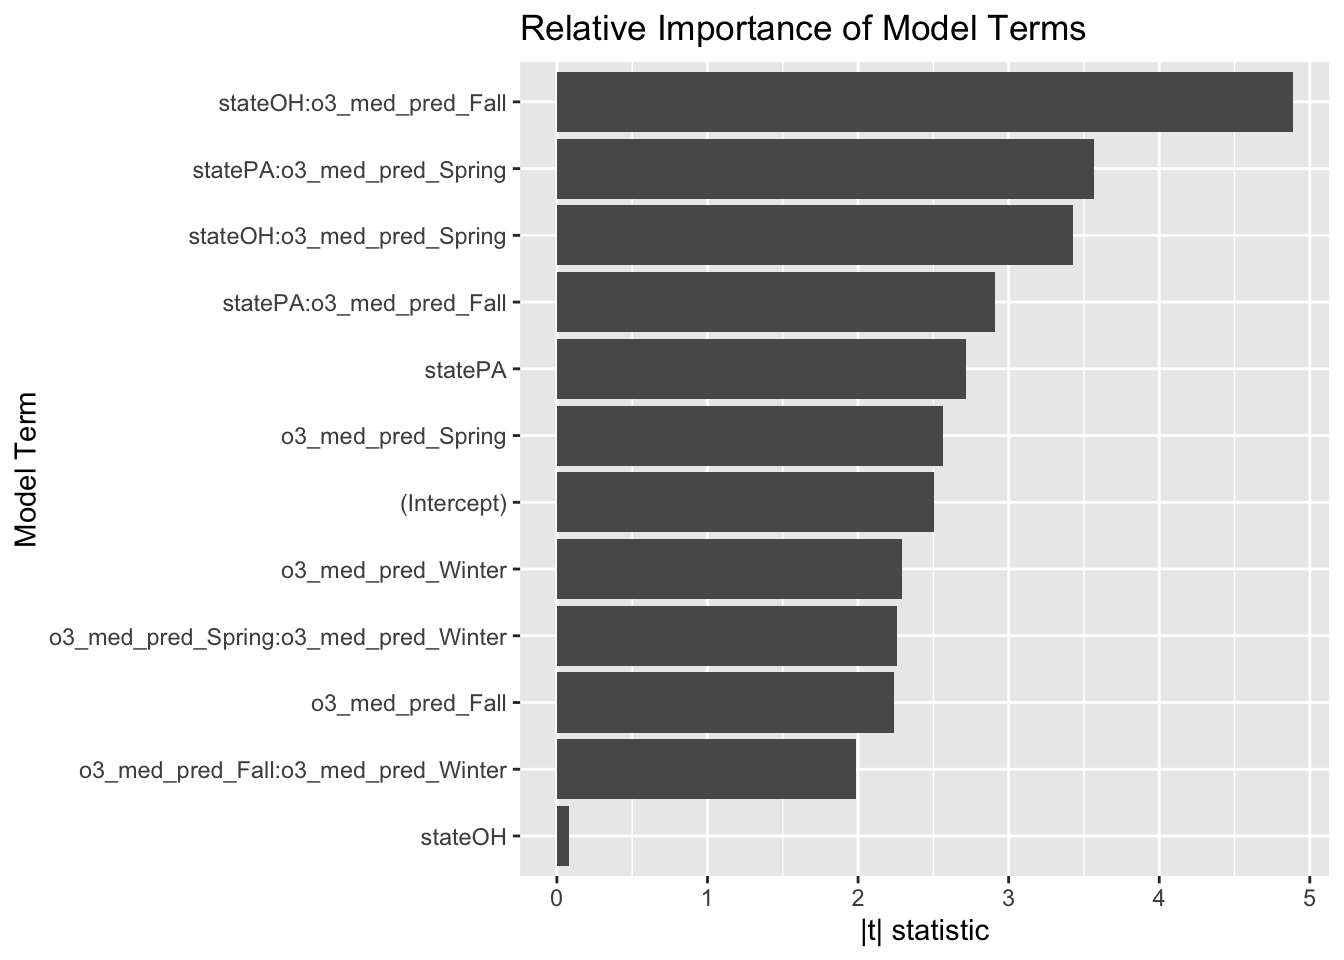 Relative Importance of Model Terms
stateOH:o3_med_pred_Fall
statePA:o3_med_pred_Spring
stateOH:o3_med_pred_Spring
statePA:o3_med_pred_Fall
statePA
o3_med_pred_Spring
(Intercept)
o3_med_pred_Winter
o3_med_pred_Spring:o3_med_pred_Winter
o3_med_pred_Fall
o3_med_pred_Fall:o3_med_pred_Winter
stateOH
Model Term
0 1 2 3 4 5
|t| statistic